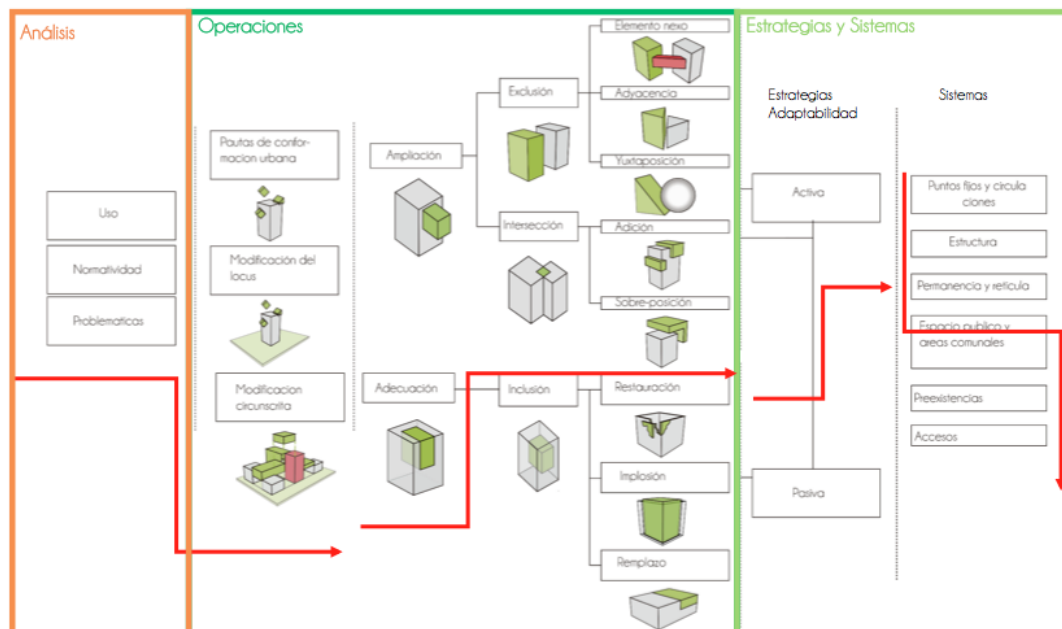 Análisis
Uso
Normatividad
Problematicas
Operaciones
Pautas de confor-
macion urbana
Modificación del
locus
Modificacion
circunscrita
Ampliación
Adecuación
Exclusión
Intersección
Inclusión
Elemento nexo
Adyacencia
Yuxtaposición
Adición
Sobre-posición
Restauración
Implosión
Remplazo
Estrategias y Sistemas
Estrategias
Adaptabilidad
Activa
Pasiva
Sistemas
Puntos fijos y circula
ciones
Estructura
Permanencia y reticula
Espacio publico y
areas comunales
Preexistencias
Accesos